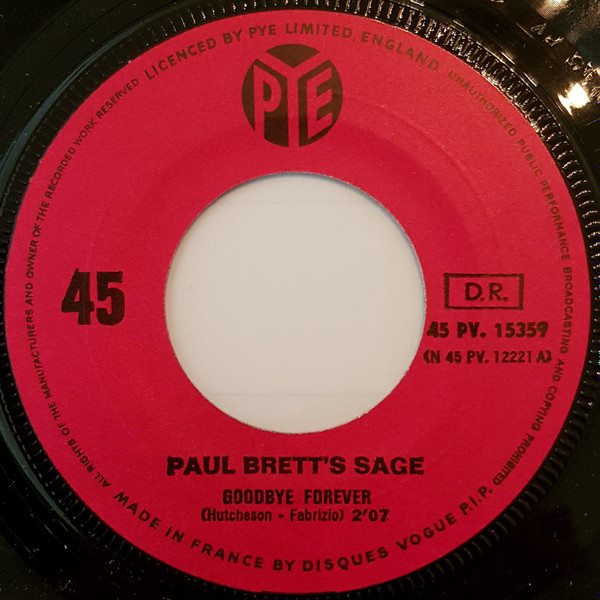 ALL RIGHTS OF THE MANUFACTURERS AND OWNER OF THE RECORDED WORK RESERVED LICENCED BY PYE LIMITED, ENGLAND. UNAUTHORIZED PUBLIC PERFORMANCE BROADCASTING AND COPYING PROHIBITED
PYE
45
D.R.
45 PV. 15359
(N 45 PV. 12221 A)
PAUL BRETT'S SAGE
GOODBYE FOREVER
(Hutcheson - Fabrizio) 2'07
MADE IN FRANCE BY DISQUES VOGUE P.I.P.